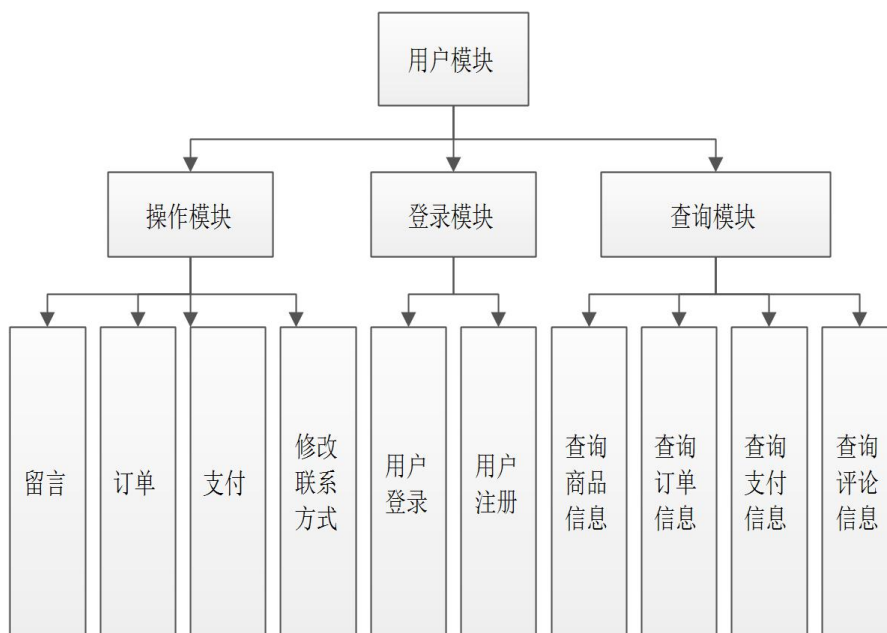 用户模块
操作模块
登录模块
查询模块
留言
订单
支付
修改
联系
方式
用户
登录
用户
注册
查询
商品
信息
查询
订单
信息
查询
支付
信息
查询
评论
信息